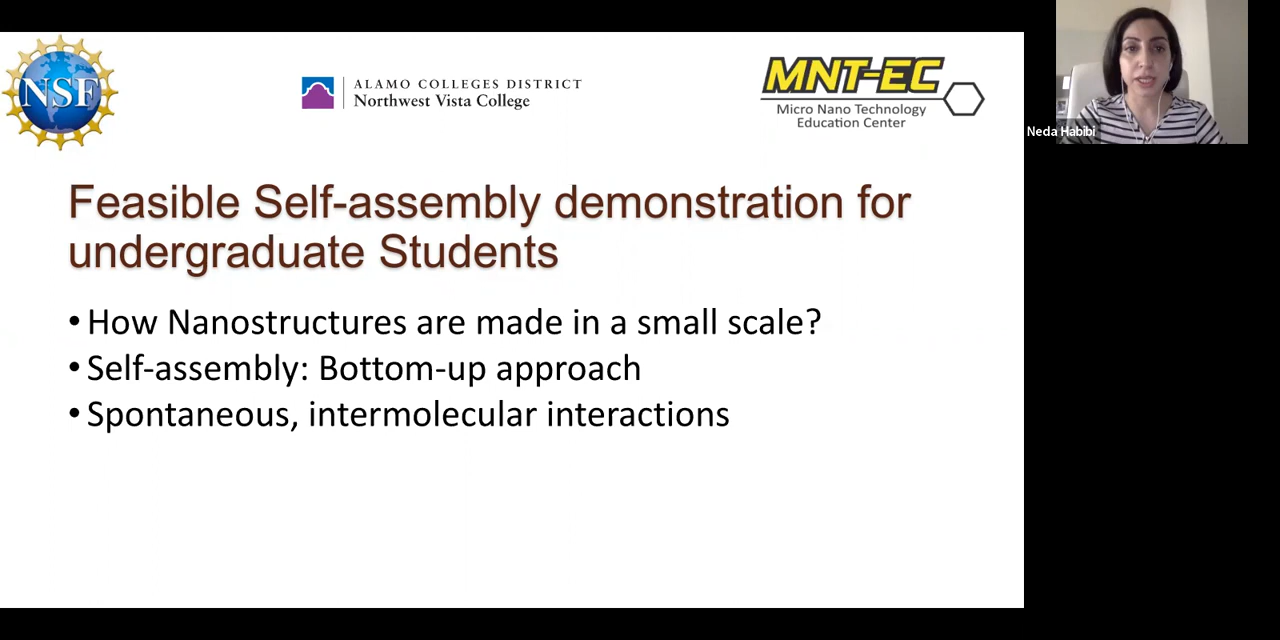 NSF
ALAMO COLLEGES DISTRICT
Northwest Vista College
MNT-EC
Micro Nano Technology
Education Center
Neda Habibi
Feasible Self-assembly demonstration for
undergraduate Students
• How Nanostructures are made in a small scale?
• Self-assembly: Bottom-up approach
• Spontaneous, intermolecular interactions